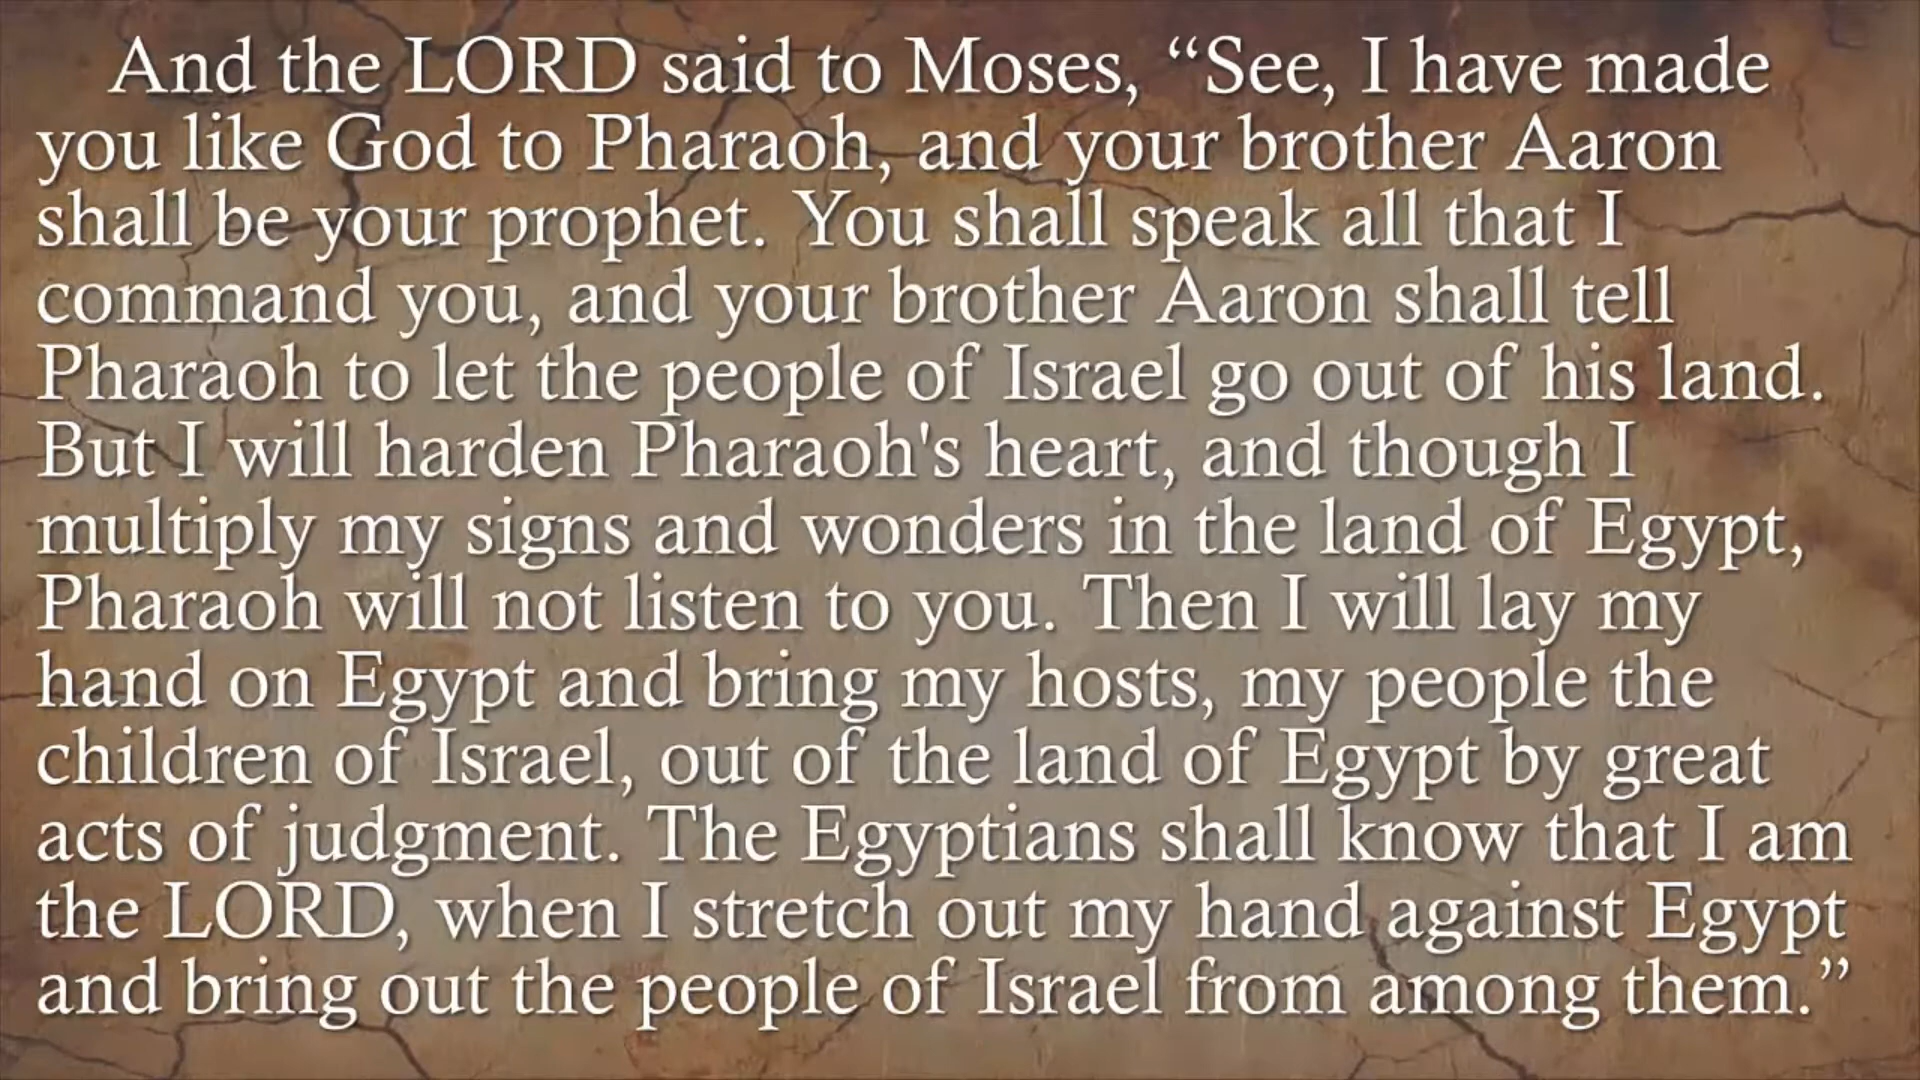 And the LORD said to Moses, “See, I have made
you like God to Pharaoh, and your brother Aaron
shall be your prophet. You shall speak all that I
command you, and your brother Aaron shall tell
Pharaoh to let the people of Israel go out of his land.
But I will harden Pharaoh's heart, and though I
multiply my signs and wonders in the land of Egypt,
Pharaoh will not listen to you. Then I will lay my
hand on Egypt and bring my hosts, my people the
children of Israel, out of the land of Egypt by great
acts of judgment. The Egyptians shall know that I am
the LORD, when I stretch out my hand against Egypt
and bring out the people of Israel from among them.”